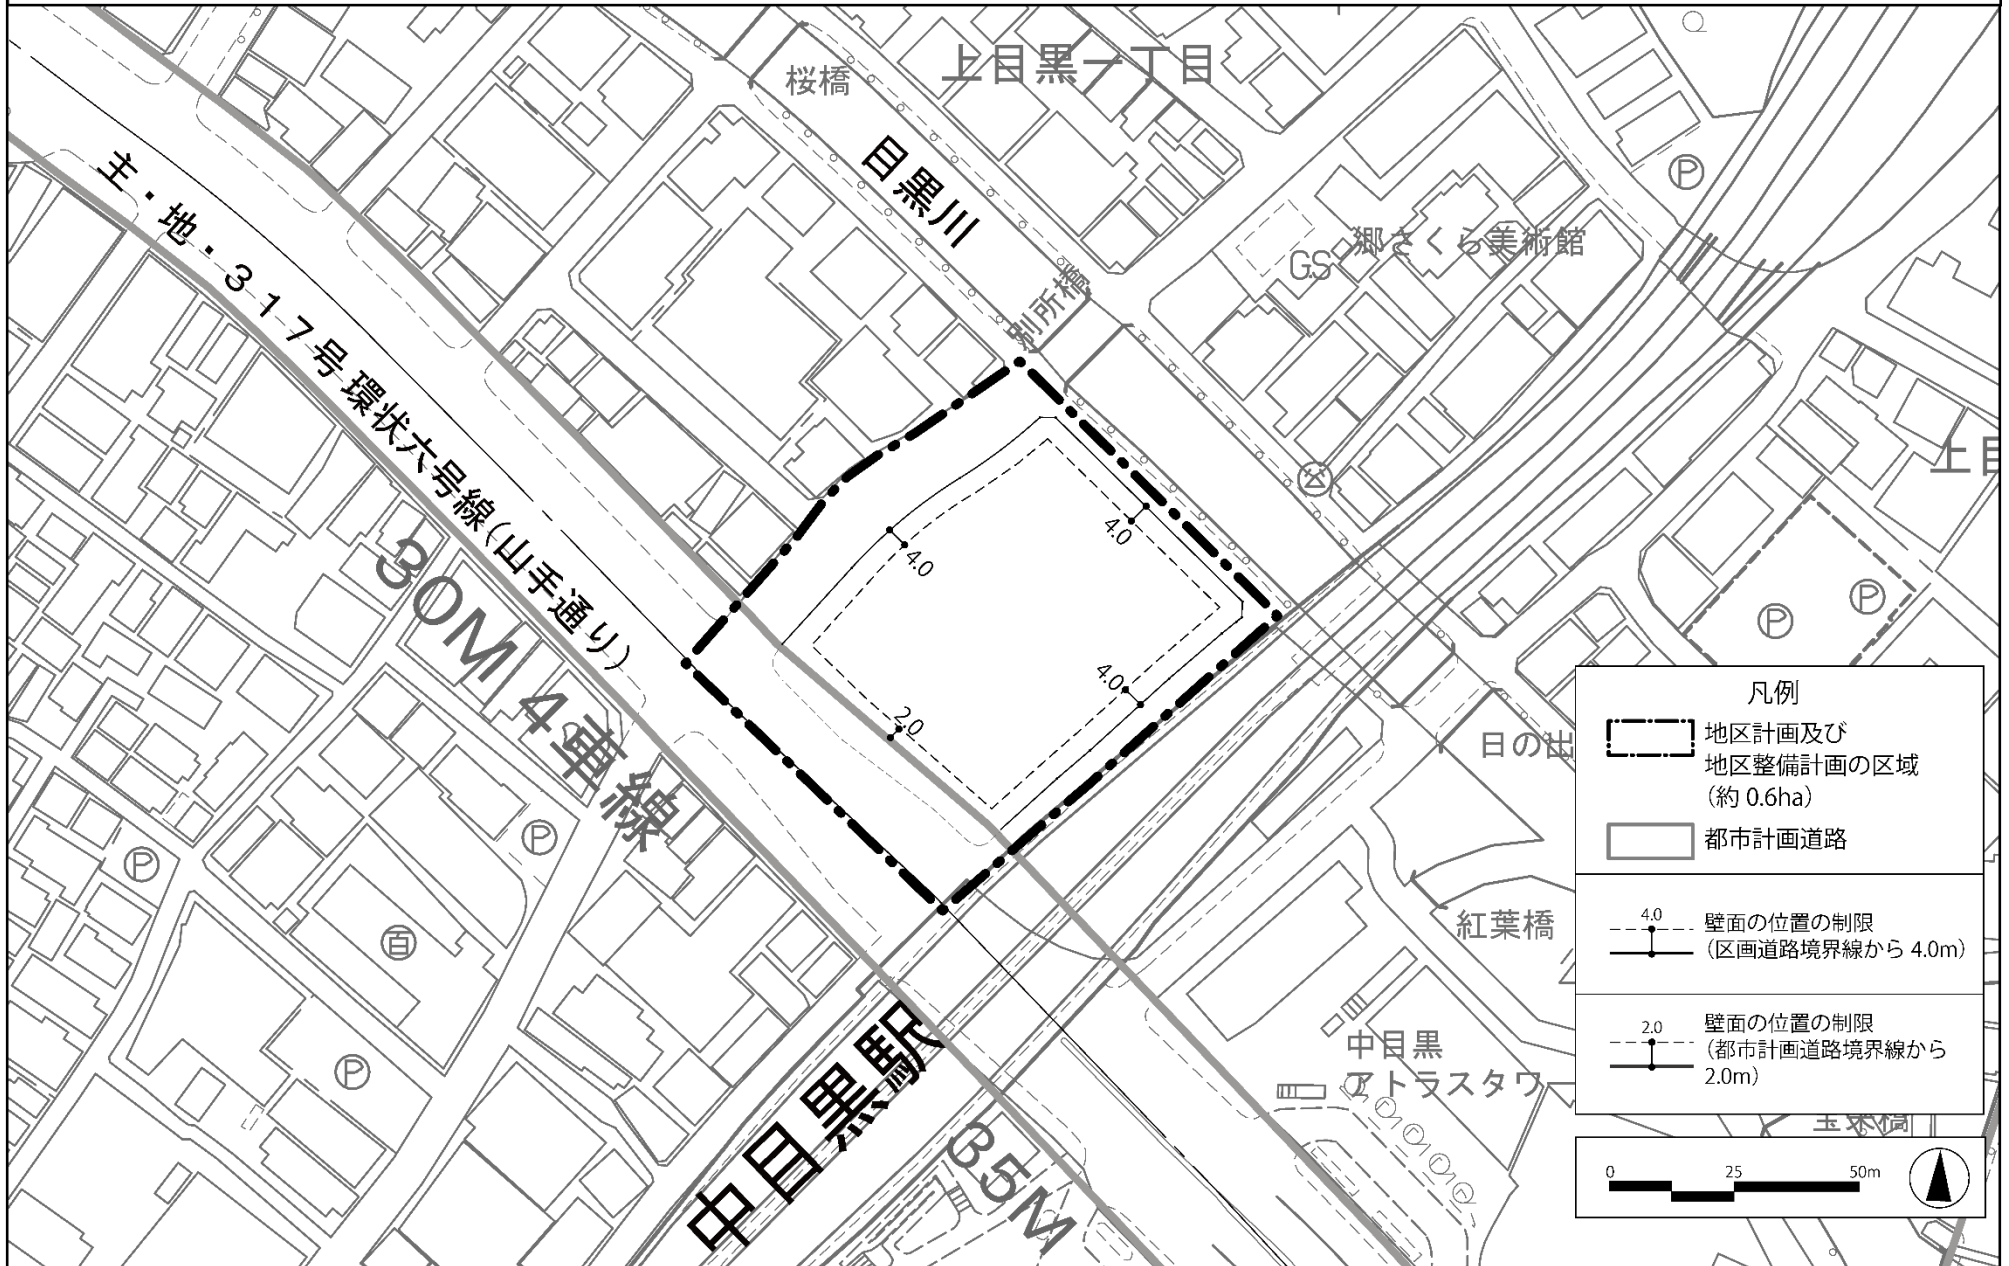 上目黒一丁目
桜橋
目黒川
P
主・地・317号環状六号線(山手通り)
郷さくら美術館
GS
別所橋
上目
30M 4車線
4.0
4.0
4.0
2.0
P
P
P
P
百
日の出
紅葉橋
中目黒
アトラスタワ
P
中目黒駅
35M
凡例
地区計画及び
地区整備計画の区域
(約 0.6ha)
都市計画道路
4.0
壁面の位置の制限
(区画道路境界線から 4.0m)
2.0
壁面の位置の制限
(都市計画道路境界線から
2.0m)
0 25 50m